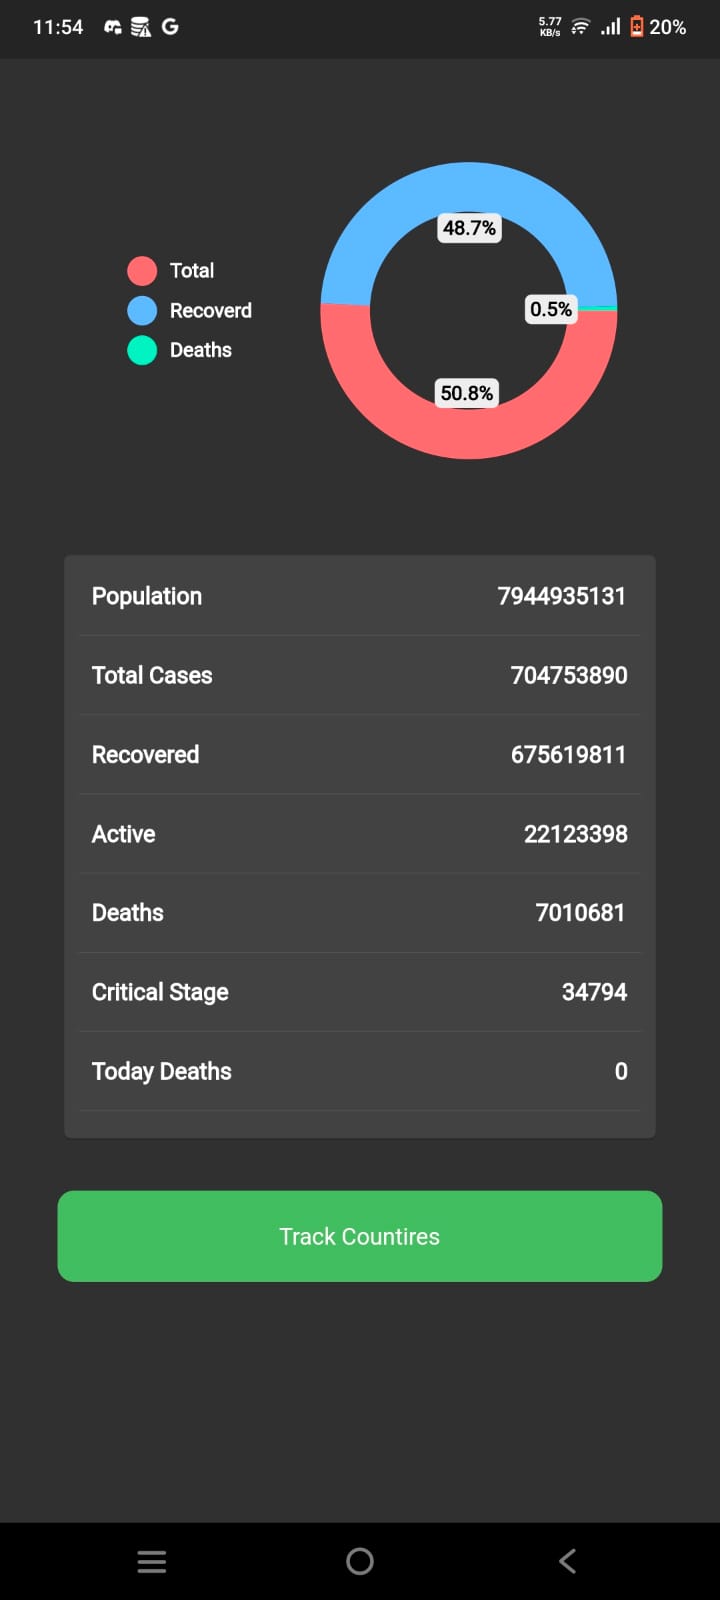 11:54 G 5.77 KB/s 20%
48.7%
Total
0.5%
Recoverd
Deaths
50.8%
Population 7944935131
Total Cases 704753890
Recovered 675619811
Active 22123398
Deaths 7010681
Critical Stage 34794
Today Deaths 0
Track Countires